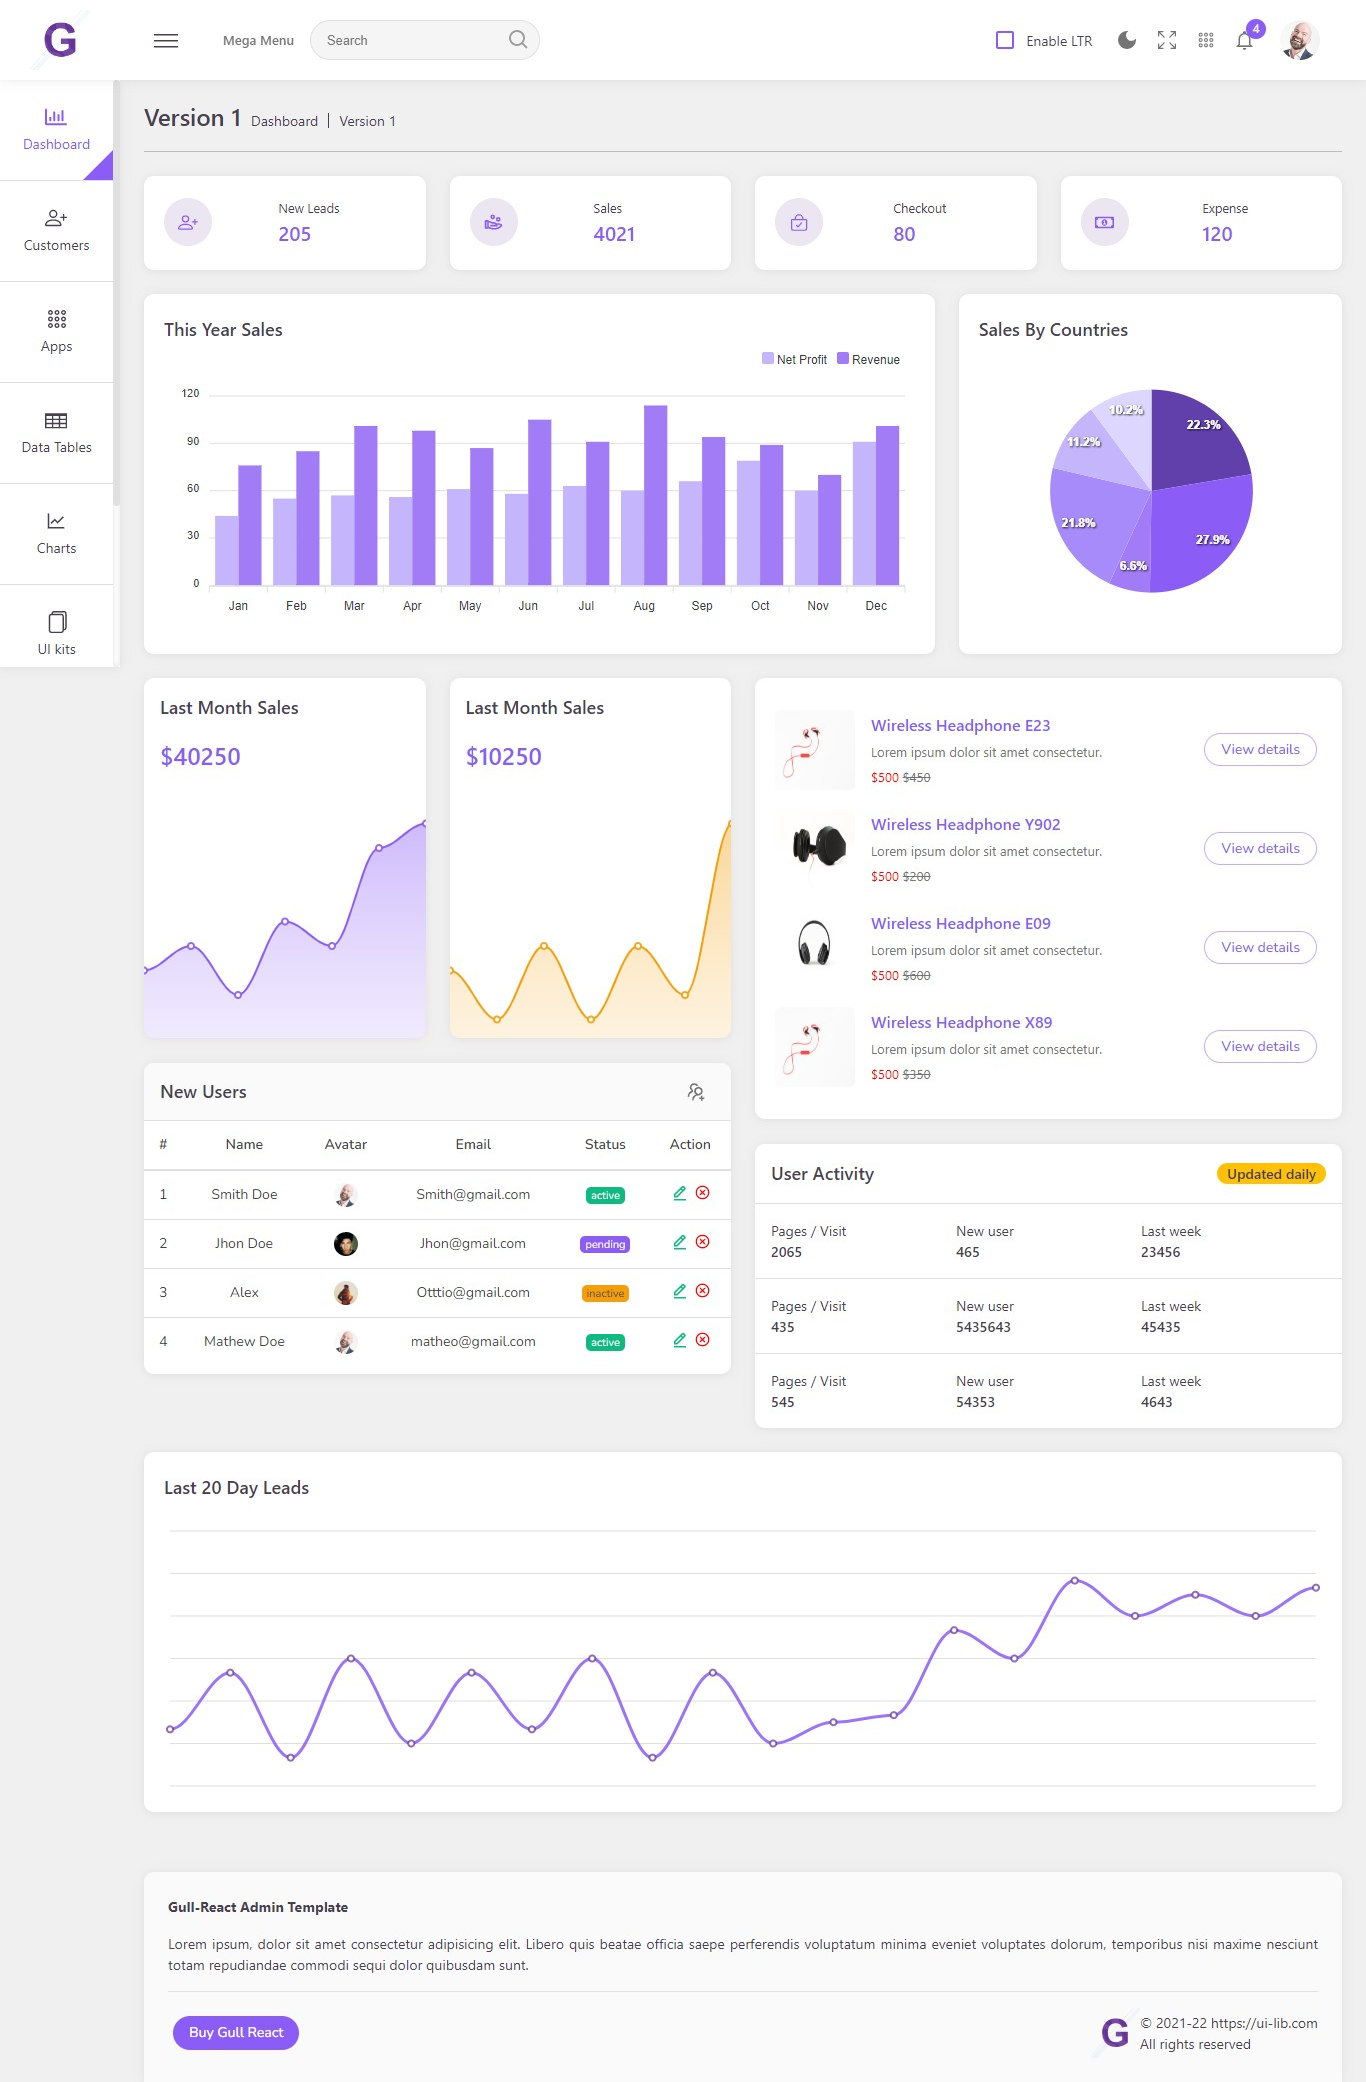 G
Mega Menu
Search
Enable LTR
4
Dashboard
Customers
Apps
Data Tables
Charts
UI kits
Version 1 Dashboard | Version 1
New Leads
205
Sales
4021
Checkout
80
Expense
120
This Year Sales
Net Profit Revenue
120
90
60
30
0
Jan Feb Mar Apr May Jun Jul Aug Sep Oct Nov Dec
Sales By Countries
10.2%
22.3%
11.2%
21.8%
27.9%
6.6%
Last Month Sales
$40250
Last Month Sales
$10250
Wireless Headphone E23
Lorem ipsum dolor sit amet consectetur.
$500 $450
View details
Wireless Headphone Y902
Lorem ipsum dolor sit amet consectetur.
$500 $200
View details
Wireless Headphone E09
Lorem ipsum dolor sit amet consectetur.
$500 $600
View details
Wireless Headphone X89
Lorem ipsum dolor sit amet consectetur.
$500 $350
View details
New Users
# Name Avatar Email Status Action
1 Smith Doe Smith@gmail.com active
2 Jhon Doe Jhon@gmail.com pending
3 Alex Otttio@gmail.com inactive
4 Mathew Doe matheo@gmail.com active
User Activity
Updated daily
Pages / Visit New user Last week
2065 465 23456
Pages / Visit New user Last week
435 5435643 45435
Pages / Visit New user Last week
545 54353 4643
Last 20 Day Leads
Gull-React Admin Template
Lorem ipsum, dolor sit amet consectetur adipisicing elit. Libero quis beatae officia saepe perferendis voluptatum minima eveniet voluptates dolorum, temporibus nisi maxime nesciunt
totam repudiandae commodi sequi dolor quibusdam sunt.
Buy Gull React
G
© 2021-22 https://ui-lib.com
All rights reserved